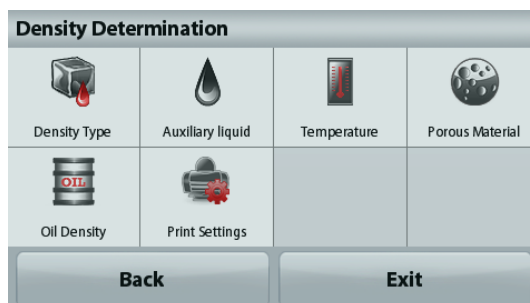 Density Determination
Density Type
Auxiliary liquid
Temperature
Porous Material
OIL
Oil Density
Print Settings
Back
Exit